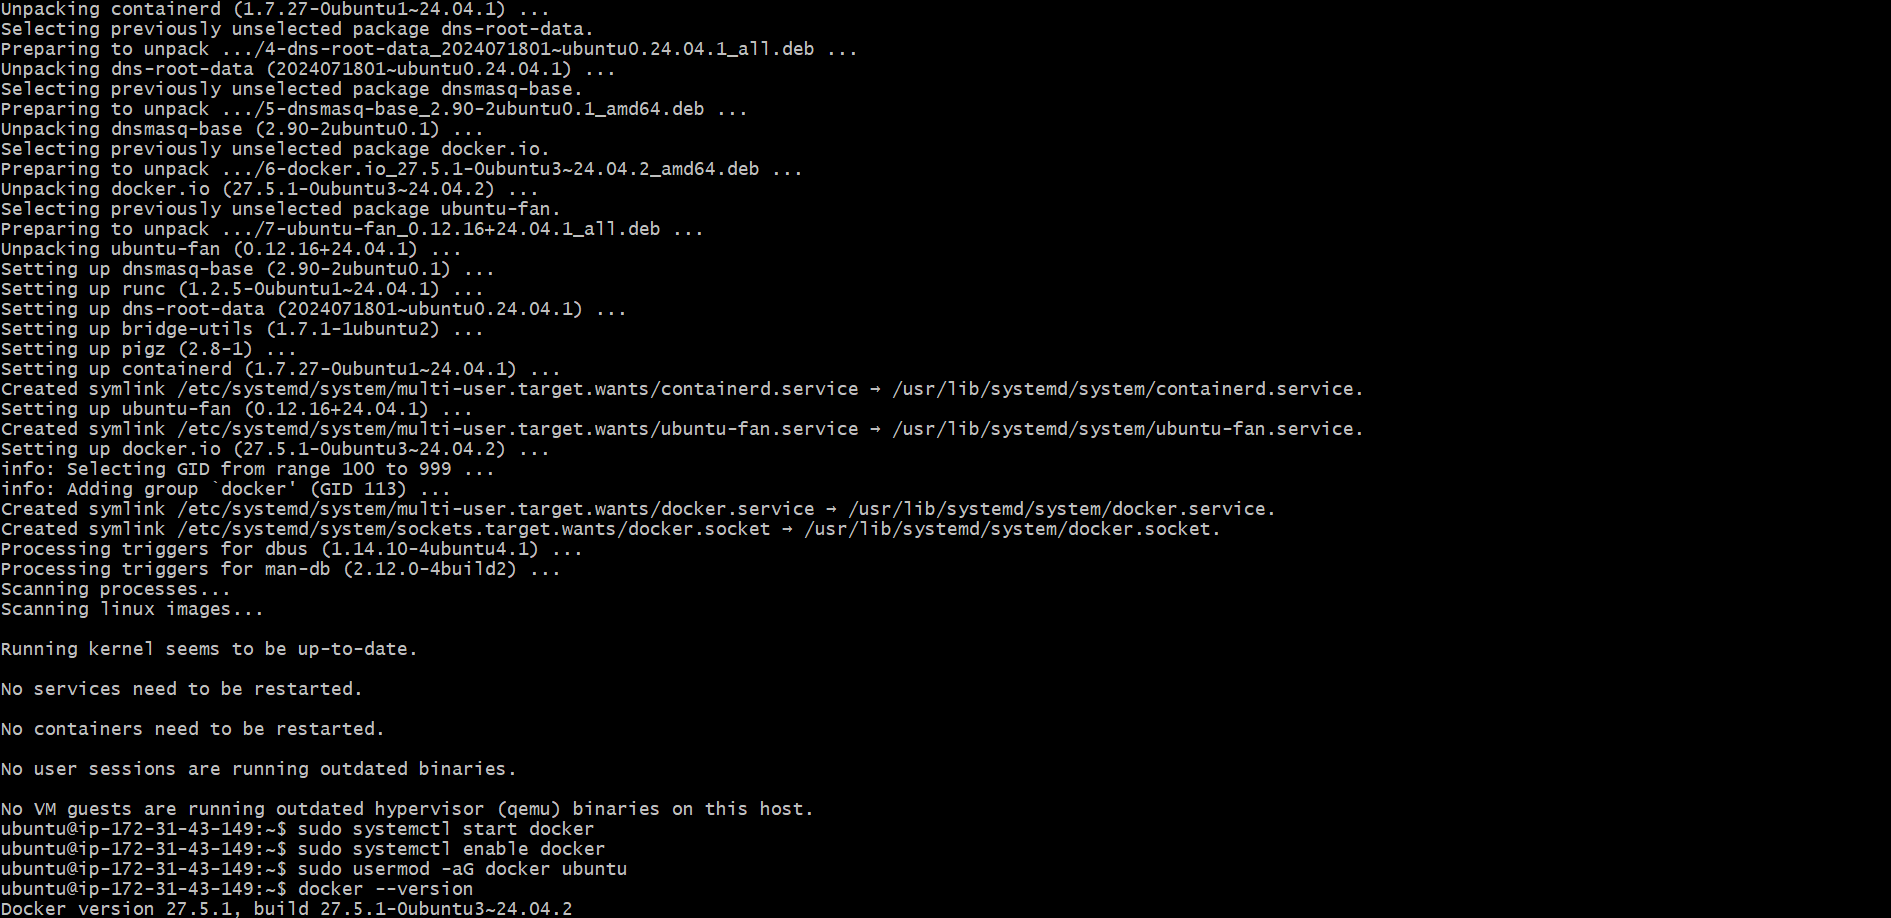 Unpacking containerd (1.7.27-0ubuntu1~24.04.1) ...
Selecting previously unselected package dns-root-data.
Preparing to unpack .../4-dns-root-data_2024071801~ubuntu0.24.04.1_all.deb ...
Unpacking dns-root-data (2024071801~ubuntu0.24.04.1) ...
Selecting previously unselected package dnsmasq-base.
Preparing to unpack .../5-dnsmasq-base_2.90-2ubuntu0.1_amd64.deb ...
Unpacking dnsmasq-base (2.90-2ubuntu0.1) ...
Selecting previously unselected package docker.io.
Preparing to unpack .../6-docker.io_27.5.1-0ubuntu3~24.04.2_amd64.deb ...
Unpacking docker.io (27.5.1-0ubuntu3~24.04.2) ...
Selecting previously unselected package ubuntu-fan.
Preparing to unpack .../7-ubuntu-fan_0.12.16+24.04.1_all.deb ...
Unpacking ubuntu-fan (0.12.16+24.04.1) ...
Setting up dnsmasq-base (2.90-2ubuntu0.1) ...
Setting up runc (1.2.5-0ubuntu1~24.04.1) ...
Setting up dns-root-data (2024071801~ubuntu0.24.04.1) ...
Setting up bridge-utils (1.7.1-1ubuntu2) ...
Setting up pigz (2.8-1) ...
Setting up containerd (1.7.27-0ubuntu1~24.04.1) ...
Created symlink /etc/systemd/system/multi-user.target.wants/containerd.service → /usr/lib/systemd/system/containerd.service.
Setting up ubuntu-fan (0.12.16+24.04.1) ...
Created symlink /etc/systemd/system/multi-user.target.wants/ubuntu-fan.service → /usr/lib/systemd/system/ubuntu-fan.service.
Setting up docker.io (27.5.1-0ubuntu3~24.04.2) ...
info: Selecting GID from range 100 to 999 ...
info: Adding group `docker' (GID 113) ...
Created symlink /etc/systemd/system/multi-user.target.wants/docker.service → /usr/lib/systemd/system/docker.service.
Created symlink /etc/systemd/system/sockets.target.wants/docker.socket → /usr/lib/systemd/system/docker.socket.
Processing triggers for dbus (1.14.10-4ubuntu4.1) ...
Processing triggers for man-db (2.12.0-4build2) ...
Scanning processes...
Scanning linux images...
Running kernel seems to be up-to-date.
No services need to be restarted.
No containers need to be restarted.
No user sessions are running outdated binaries.
No VM guests are running outdated hypervisor (qemu) binaries on this host.
ubuntu@ip-172-31-43-149:~$ sudo systemctl start docker
ubuntu@ip-172-31-43-149:~$ sudo systemctl enable docker
ubuntu@ip-172-31-43-149:~$ sudo usermod -aG docker ubuntu
ubuntu@ip-172-31-43-149:~$ docker --version
Docker version 27.5.1, build 27.5.1-0ubuntu3~24.04.2